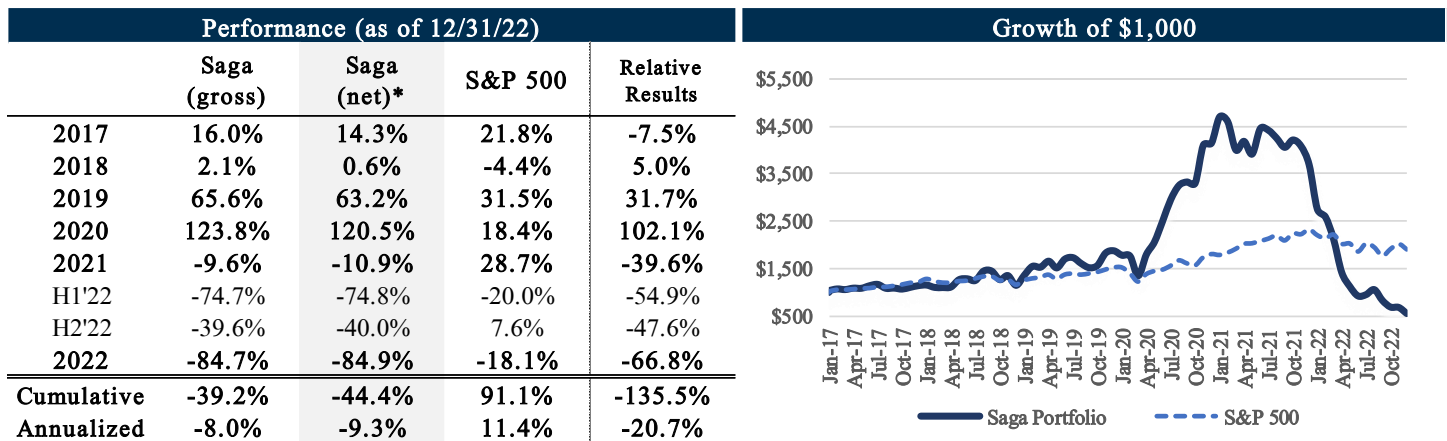 Performance (as of 12/31/22)
Saga (gross) Saga (net)* S&P 500 Relative Results
2017 16.0% 14.3% 21.8% -7.5%
2018 2.1% 0.6% -4.4% 5.0%
2019 65.6% 63.2% 31.5% 31.7%
2020 123.8% 120.5% 18.4% 102.1%
2021 -9.6% -10.9% 28.7% -39.6%
H1'22 -74.7% -74.8% -20.0% -54.9%
H2'22 -39.6% -40.0% 7.6% -47.6%
2022 -84.7% -84.9% -18.1% -66.8%
Cumulative -39.2% -44.4% 91.1% -135.5%
Annualized -8.0% -9.3% 11.4% -20.7%
Growth of $1,000
$5,500
$4,500
$3,500
$2,500
$1,500
$500
Jan-17 Apr-17 Jul-17 Oct-17 Jan-18 Apr-18 Jul-18 Oct-18 Jan-19 Apr-19 Jul-19 Oct-19 Jan-20 Apr-20 Jul-20 Oct-20 Jan-21 Apr-21 Jul-21 Oct-21 Jan-22 Apr-22 Jul-22 Oct-22
Saga Portfolio S&P 500